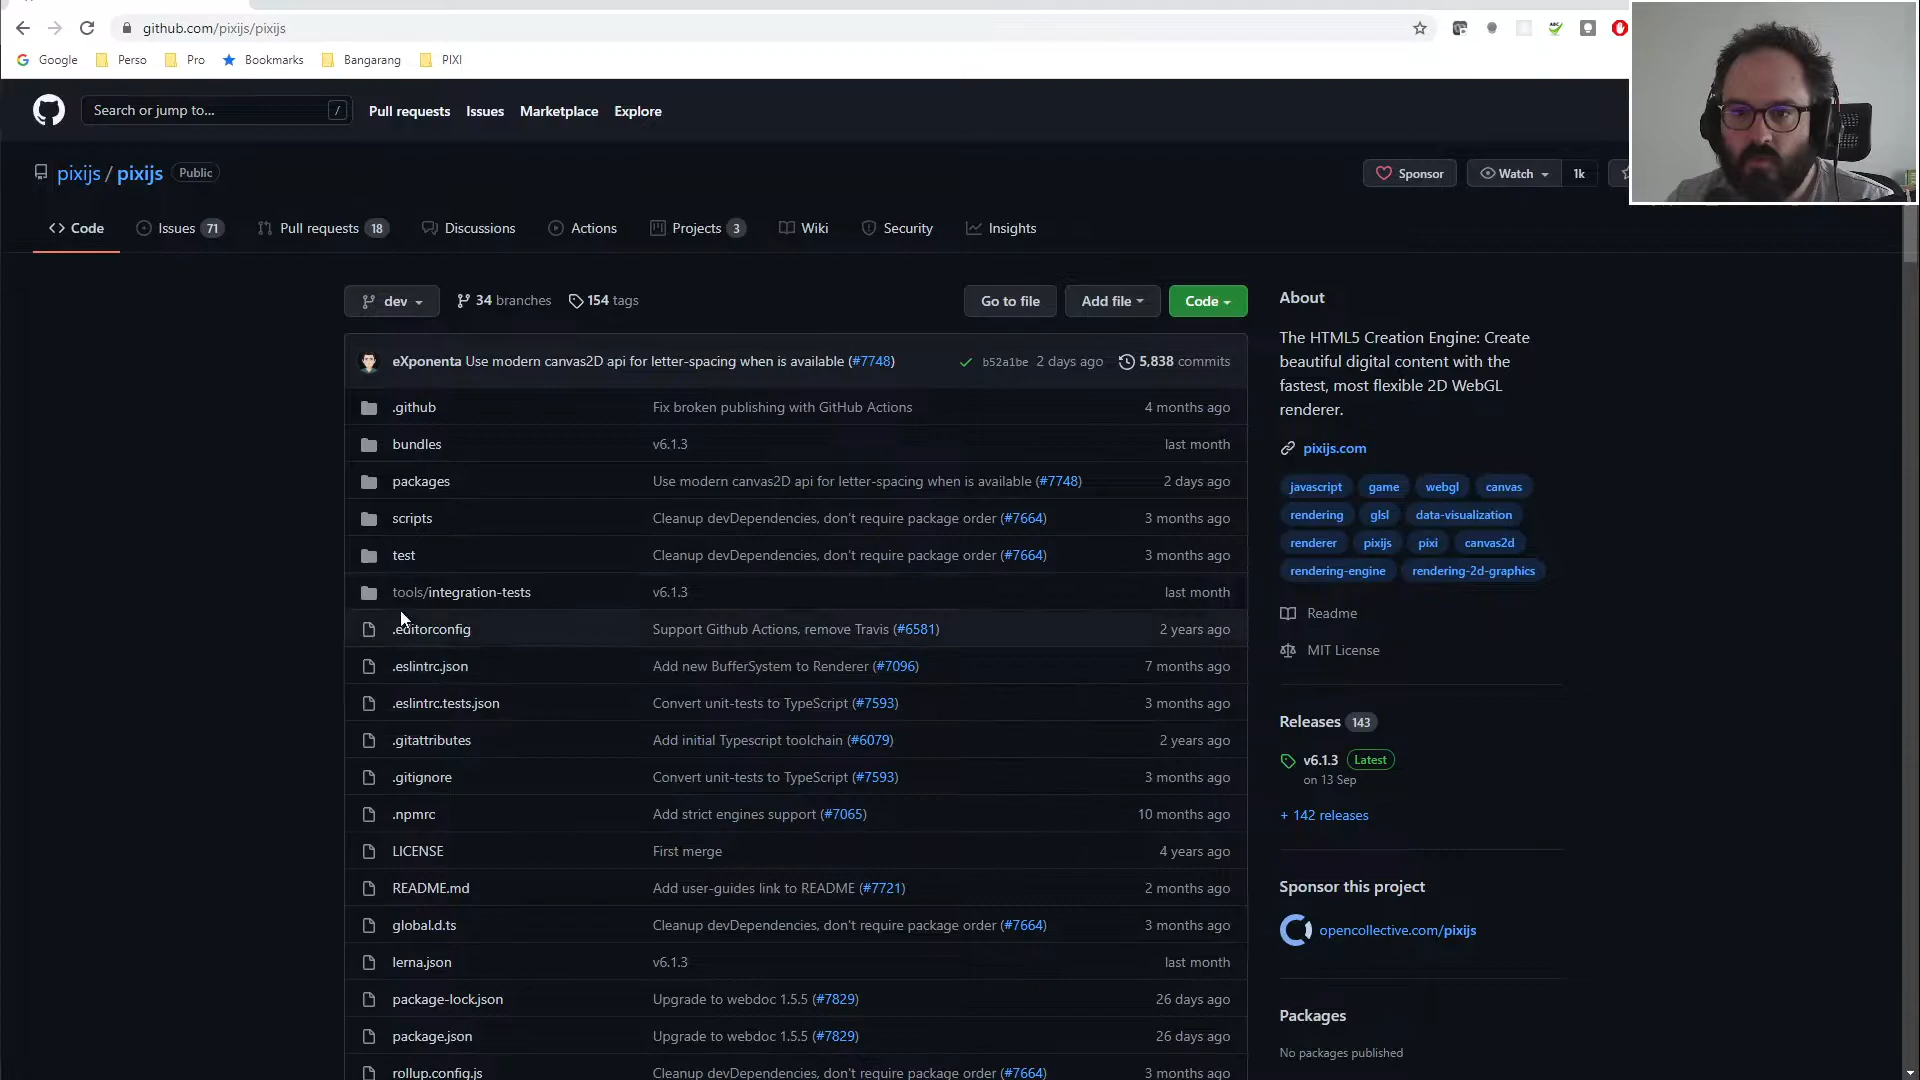 github.com/pixijs/pixijs
Google Perso Pro Bookmarks Bangarang PIXI
Search or jump to... / Pull requests Issues Marketplace Explore
pixijs / pixijs Public Sponsor Watch 1k
Code Issues 71 Pull requests 18 Discussions Actions Projects 3 Wiki Security Insights
dev 34 branches 154 tags Go to file Add file Code
eXponenta Use modern canvas2D api for letter-spacing when is available (#7748) b52a1be 2 days ago 5,838 commits
.github Fix broken publishing with GitHub Actions 4 months ago
bundles v6.1.3 last month
packages Use modern canvas2D api for letter-spacing when is available (#7748) 2 days ago
scripts Cleanup devDependencies, don't require package order (#7664) 3 months ago
test Cleanup devDependencies, don't require package order (#7664) 3 months ago
tools/integration-tests v6.1.3 last month
.editorconfig Support Github Actions, remove Travis (#6581) 2 years ago
.eslintrc.json Add new BufferSystem to Renderer (#7096) 7 months ago
.eslintrc.tests.json Convert unit-tests to TypeScript (#7593) 3 months ago
.gitattributes Add initial Typescript toolchain (#6079) 2 years ago
.gitignore Convert unit-tests to TypeScript (#7593) 3 months ago
.npmrc Add strict engines support (#7065) 10 months ago
LICENSE First merge 4 years ago
README.md Add user-guides link to README (#7721) 2 months ago
global.d.ts Cleanup devDependencies, don't require package order (#7664) 3 months ago
lerna.json v6.1.3 last month
package-lock.json Upgrade to webdoc 1.5.5 (#7829) 26 days ago
package.json Upgrade to webdoc 1.5.5 (#7829) 26 days ago
rollup.config.js Cleanup devDependencies, don't require package order (#7664) 3 months ago
About
The HTML5 Creation Engine: Create
beautiful digital content with the
fastest, most flexible 2D WebGL
renderer.
pixijs.com
javascript game webgl canvas
rendering glsl data-visualization
renderer pixijs pixi canvas2d
rendering-engine rendering-2d-graphics
Readme
MIT License
Releases 143
v6.1.3 Latest
on 13 Sep
+ 142 releases
Sponsor this project
opencollective.com/pixijs
Packages
No packages published